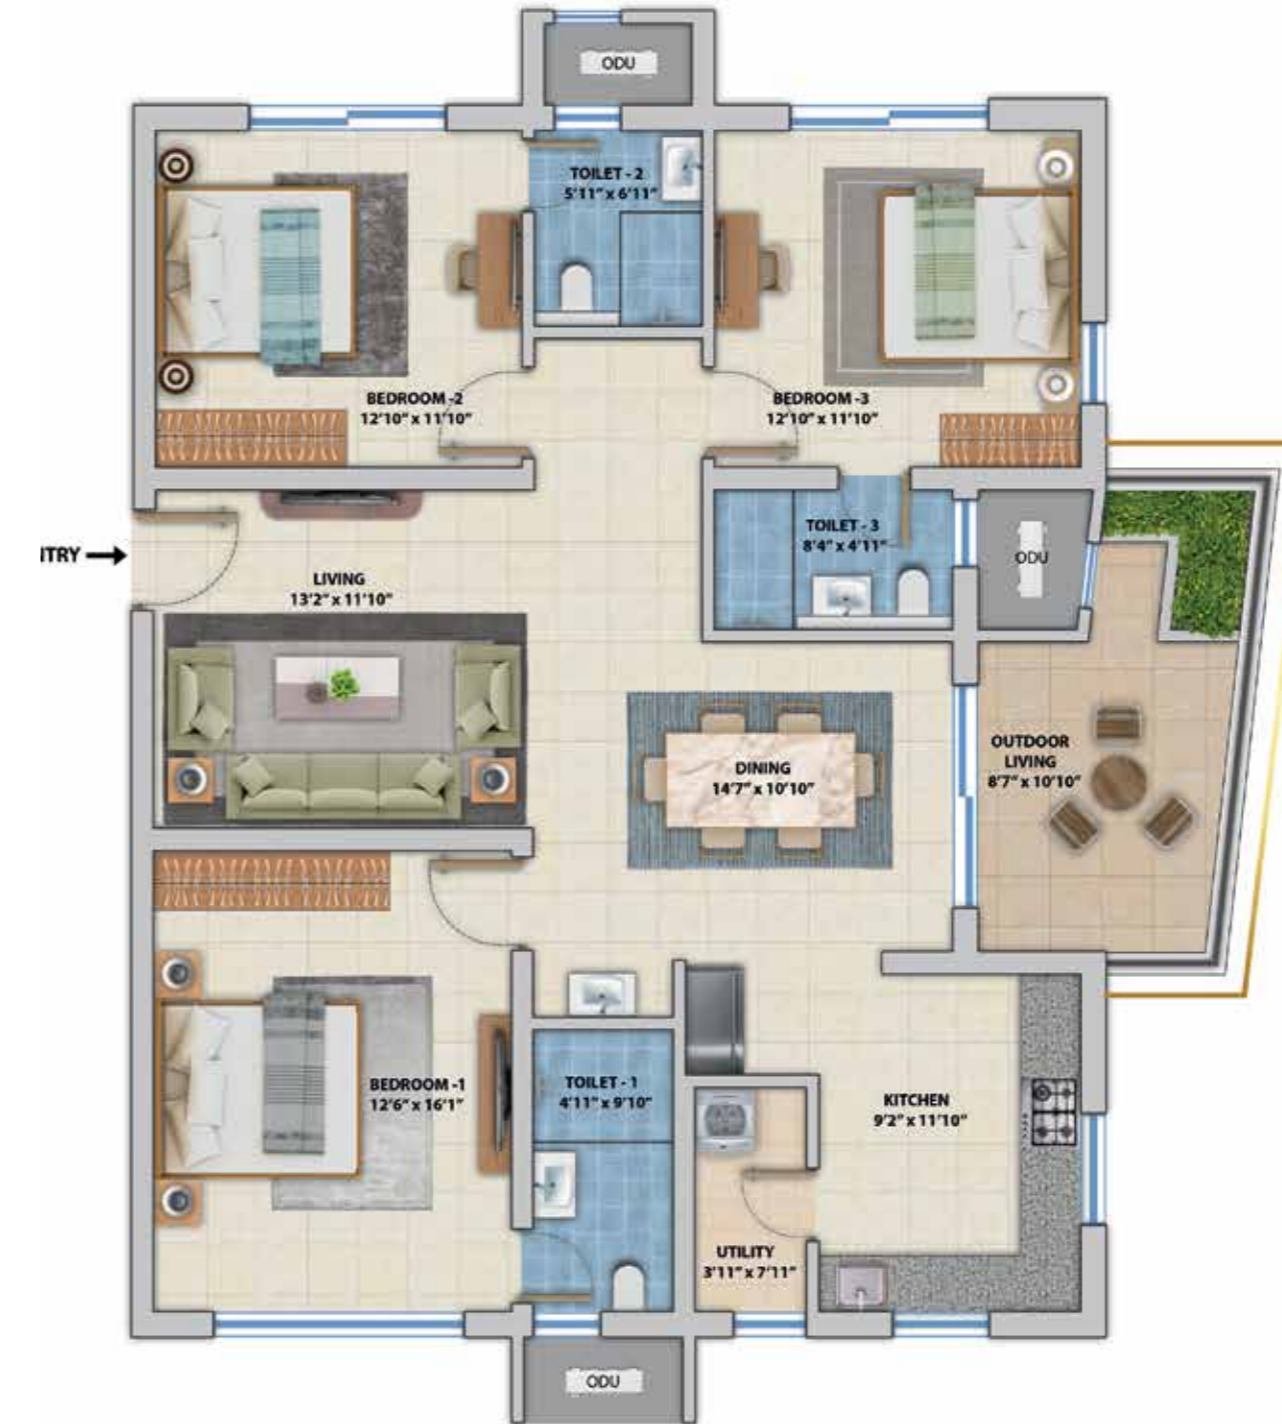 ODU
TOILET - 2
5'11" x 6'11"
BEDROOM -2
12'10" x 11'10"
BEDROOM -3
12'10" x 11'10"
NTRY
LIVING
13'2" x 11'10"
TOILET - 3
8'4" x 4'11"
ODU
OUTDOOR
LIVING
8'7" x 10'10"
DINING
14'7" x 10'10"
BEDROOM -1
12'6" x 16'1"
TOILET - 1
4'11" x 9'10"
KITCHEN
9'2" x 11'10"
UTILITY
3'11" x 7'11"
ODU